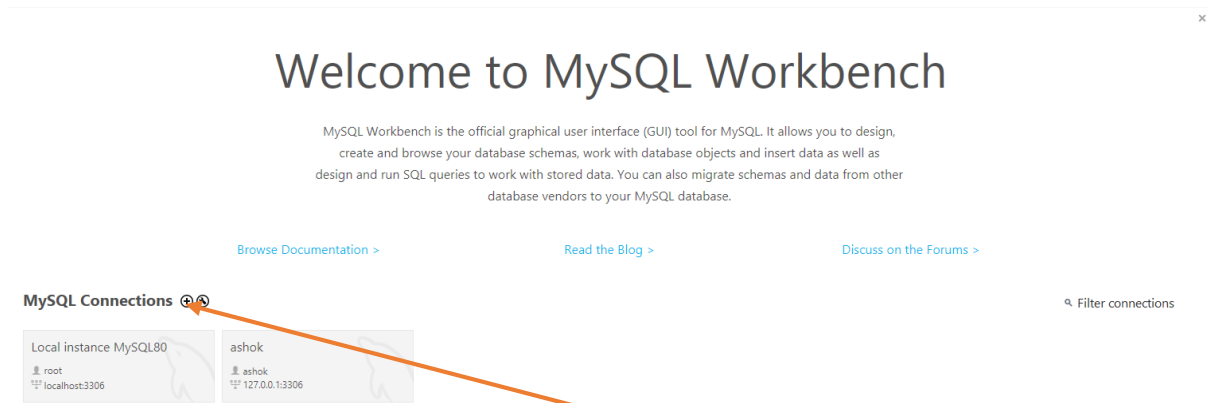 Welcome to MySQL Workbench
MySQL Workbench is the official graphical user interface (GUI) tool for MySQL. It allows you to design,
create and browse your database schemas, work with database objects and insert data as well as
design and run SQL queries to work with stored data. You can also migrate schemas and data from other
database vendors to your MySQL database.
Browse Documentation >
Read the Blog >
Discuss on the Forums >
MySQL Connections
Filter connections
Local instance MySQL80
root
localhost:3306
ashok
ashok
127.0.0.1:3306